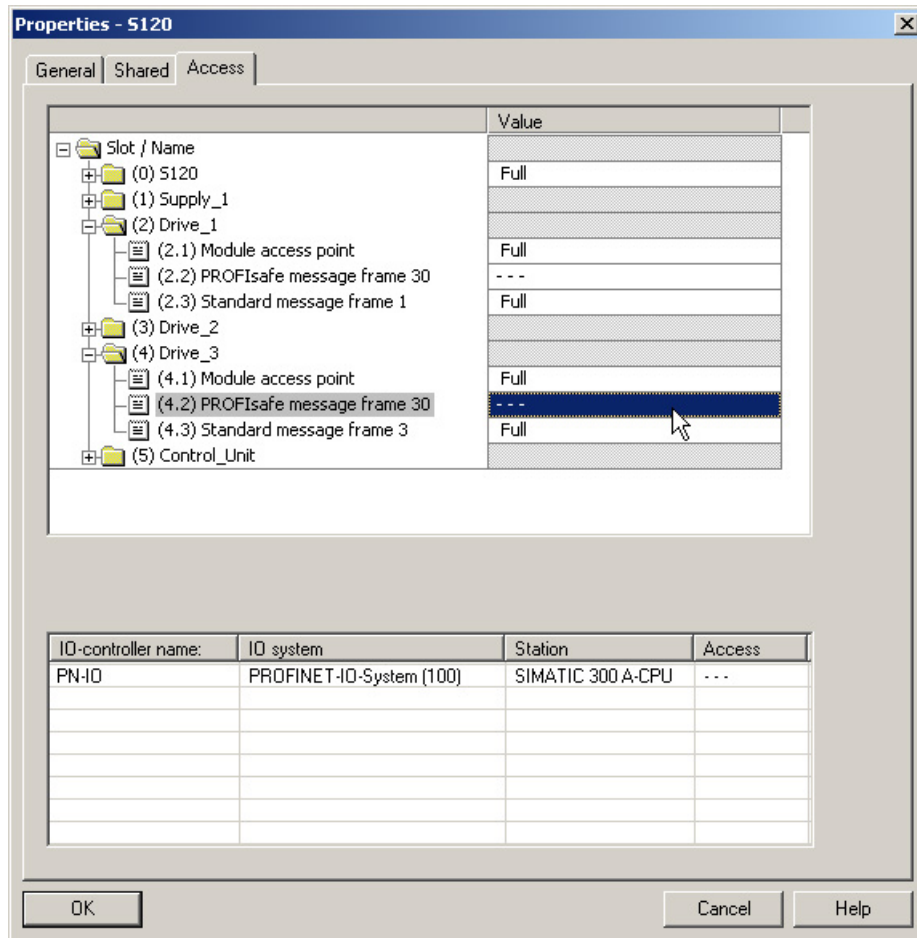 Properties - S120
General Shared Access
Value
Slot / Name
(0) S120 Full
(1) Supply_1
(2) Drive_1
(2.1) Module access point Full
(2.2) PROFIsafe message frame 30 - - -
(2.3) Standard message frame 1 Full
(3) Drive_2
(4) Drive_3
(4.1) Module access point Full
(4.2) PROFIsafe message frame 30 - - -
(4.3) Standard message frame 3 Full
(5) Control_Unit
IO-controller name: IO system Station Access
PN-IO PROFINET-IO-System (100) SIMATIC 300 A-CPU - - -
OK Cancel Help